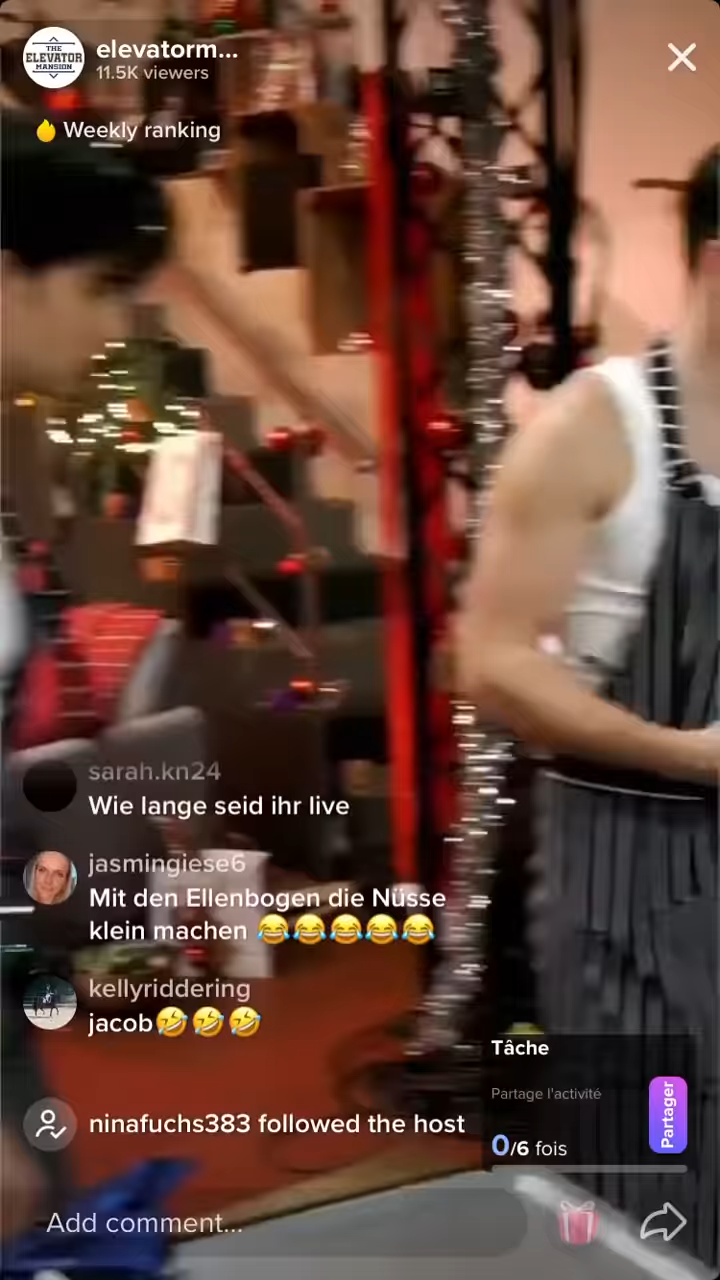 THE
ELEVATOR
MANSION
elevatorm...
11.5K viewers
Weekly ranking
sarah.kn24
Wie lange seid ihr live
jasmingiese6
Mit den Ellenbogen die Nüsse
klein machen 😂😂😂😂😂
kellyriddering
jacob🤣🤣🤣
ninafuchs383 followed the host
Tâche
Partage l'activité
Partager
0/6 fois
Add comment...